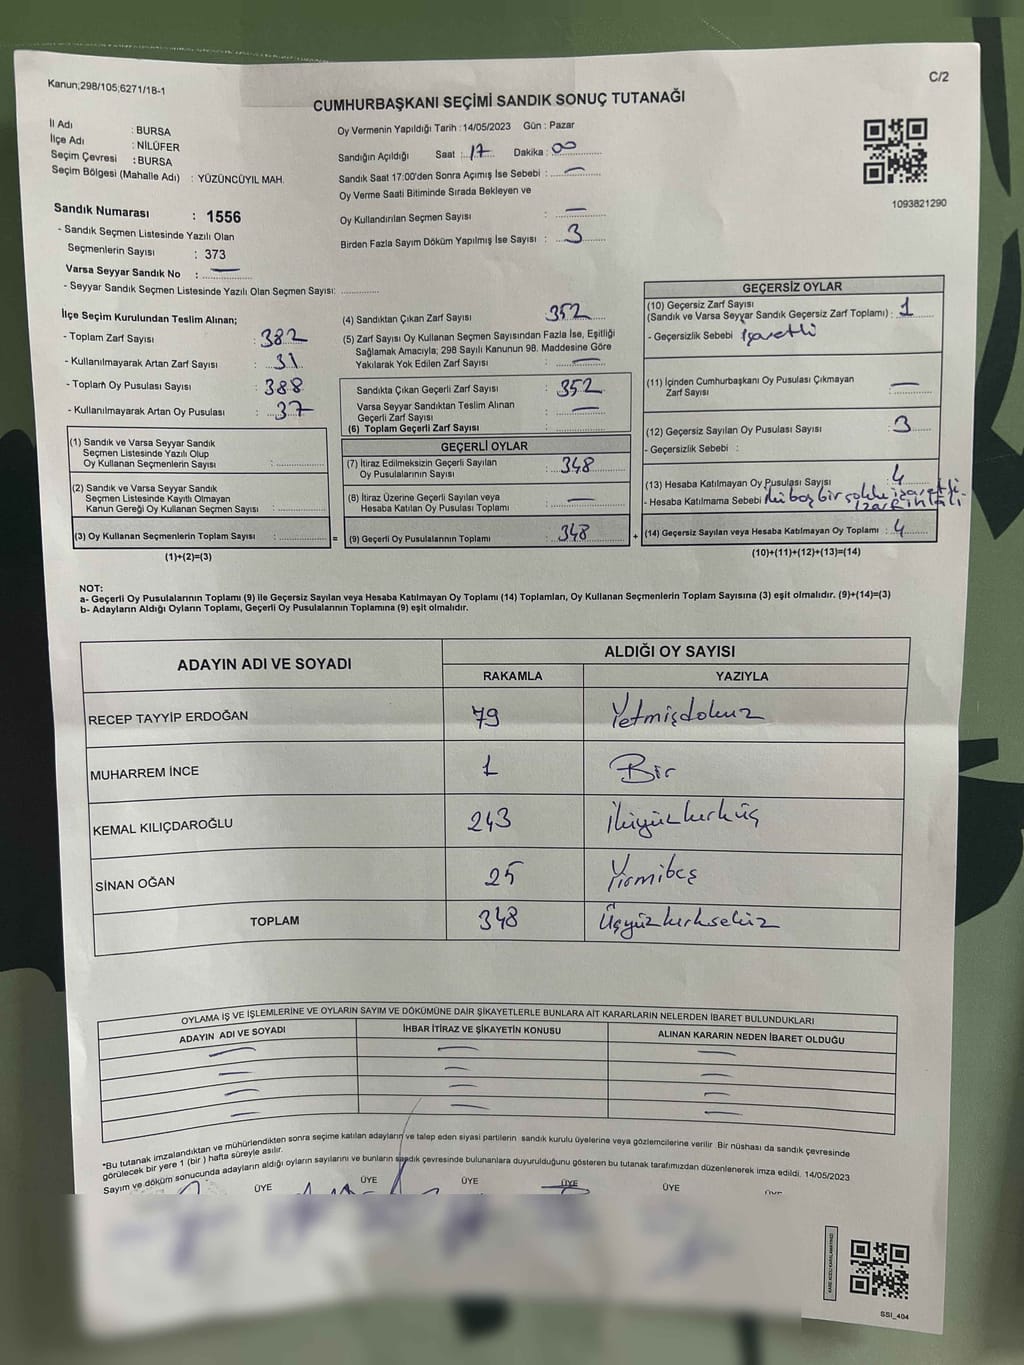 Kanun;298/105;6271/18-1
C/2
CUMHURBAŞKANI SEÇİMİ SANDIK SONUÇ TUTANAĞI
İl Adı : BURSA
İlçe Adı : NİLÜFER
Seçim Çevresi : BURSA
Seçim Bölgesi (Mahalle Adı) : YÜZÜNCÜYIL MAH.
Oy Vermenin Yapıldığı Tarih :14/05/2023 Gün : Pazar
Sandığın Açıldığı Saat : 17 Dakika : 00
Sandık Saat 17:00'den Sonra Açımış İse Sebebi : —
Oy Verme Saati Bitiminde Sırada Bekleyen ve
Oy Kullandırılan Seçmen Sayısı : —
Birden Fazla Sayım Döküm Yapılmış İse Sayısı : 3
1093821290
Sandık Numarası : 1556
- Sandık Seçmen Listesinde Yazılı Olan
Seçmenlerin Sayısı : 373
Varsa Seyyar Sandık No : —
- Seyyar Sandık Seçmen Listesinde Yazılı Olan Seçmen Sayısı:
İlçe Seçim Kurulundan Teslim Alınan;
- Toplam Zarf Sayısı : 382
- Kullanılmayarak Artan Zarf Sayısı : 31
- Toplam Oy Pusulası Sayısı : 388
- Kullanılmayarak Artan Oy Pusulası : 37
(1) Sandık ve Varsa Seyyar Sandık
Seçmen Listesinde Yazılı Olup
Oy Kullanan Seçmenlerin Sayısı :
(2) Sandık ve Varsa Seyyar Sandık
Seçmen Listesinde Kayıtlı Olmayan
Kanun Gereği Oy Kullanan Seçmen Sayısı :
(3) Oy Kullanan Seçmenlerin Toplam Sayısı : =
(1)+(2)=(3)
(4) Sandıktan Çıkan Zarf Sayısı : 352
(5) Zarf Sayısı Oy Kullanan Seçmen Sayısından Fazla İse, Eşitliği
Sağlamak Amacıyla; 298 Sayılı Kanunun 98. Maddesine Göre
Yakılarak Yok Edilen Zarf Sayısı : —
Sandıkta Çıkan Geçerli Zarf Sayısı : 352
Varsa Seyyar Sandıktan Teslim Alınan
Geçerli Zarf Sayısı : —
(6) Toplam Geçerli Zarf Sayısı :
GEÇERLİ OYLAR
(7) İtiraz Edilmeksizin Geçerli Sayılan
Oy Pusulalarının Sayısı : 348
(8) İtiraz Üzerine Geçerli Sayılan veya
Hesaba Katılan Oy Pusulası Toplamı : —
(9) Geçerli Oy Pusulalarının Toplamı : 348 +
GEÇERSİZ OYLAR
(10) Geçersiz Zarf Sayısı
(Sandık ve Varsa Seyyar Sandık Geçersiz Zarf Toplamı) : 1
- Geçersizlik Sebebi işaretli
(11) İçinden Cumhurbaşkanı Oy Pusulası Çıkmayan
Zarf Sayısı : —
(12) Geçersiz Sayılan Oy Pusulası Sayısı : 3
- Geçersizlik Sebebi :
(13) Hesaba Katılmayan Oy Pusulası Sayısı : 4
- Hesaba Katılmama Sebebi iki boş bir
(14) Geçersiz Sayılan veya Hesaba Katılmayan Oy Toplamı : 4
(10)+(11)+(12)+(13)=(14)
NOT:
a- Geçerli Oy Pusulalarının Toplamı (9) ile Geçersiz Sayılan veya Hesaba Katılmayan Oy Toplamı (14) Toplamları, Oy Kullanan Seçmenlerin Toplam Sayısına (3) eşit olmalıdır. (9)+(14)=(3)
b- Adayların Aldığı Oyların Toplamı, Geçerli Oy Pusulalarının Toplamına (9) eşit olmalıdır.
ADAYIN ADI VE SOYADI ALDIĞI OY SAYISI
RAKAMLA YAZIYLA
RECEP TAYYİP ERDOĞAN 79 Yetmişdokuz
MUHARREM İNCE 1 Bir
KEMAL KILIÇDAROĞLU 243 İkiyüzkırküç
SİNAN OĞAN 25 Yirmibeş
TOPLAM 348 Üçyüzkırksekiz
OYLAMA İŞ VE İŞLEMLERİNE VE OYLARIN SAYIM VE DÖKÜMÜNE DAİR ŞİKAYETLERLE BUNLARA AİT KARARLARIN NELERDEN İBARET BULUNDUKLARI
ADAYIN ADI VE SOYADI İHBAR İTİRAZ VE ŞİKAYETİN KONUSU ALINAN KARARIN NEDEN İBARET OLDUĞU
— — —
— — —
— — —
— — —
*Bu tutanak imzalandıktan ve mühürlendikten sonra seçime katılan adayların ve talep eden siyasi partilerin sandık kurulu üyelerine veya gözlemcilerine verilir Bir nüshası da sandık çevresinde
görülecek bir yere 1 (bir ) hafta süreyle asılır.
Sayım ve döküm sonucunda adayların aldığı oyların sayılarını ve bunların sandık çevresinde bulunanlara duyurulduğunu gösteren bu tutanak tarafımızdan düzenlenerek imza edildi. 14/05/2023
ÜYE ÜYE ÜYE ÜYE ÜYE
SSI_404